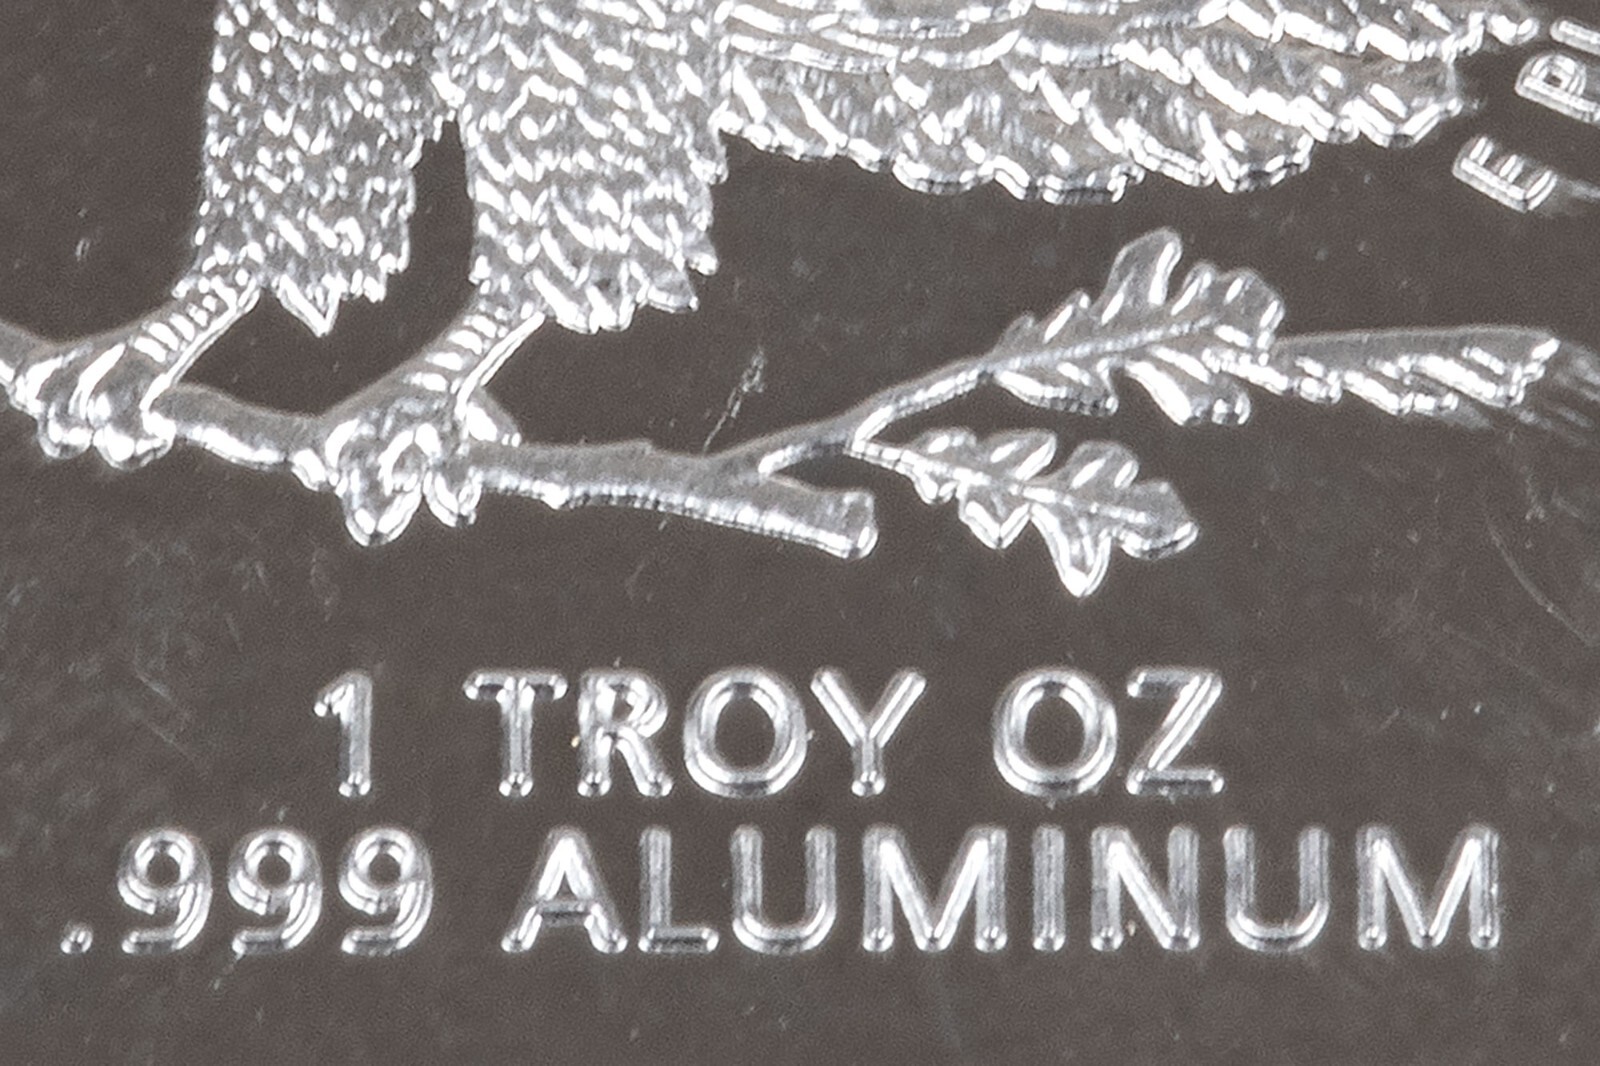 1 TROY OZ
.999 ALUMINUM